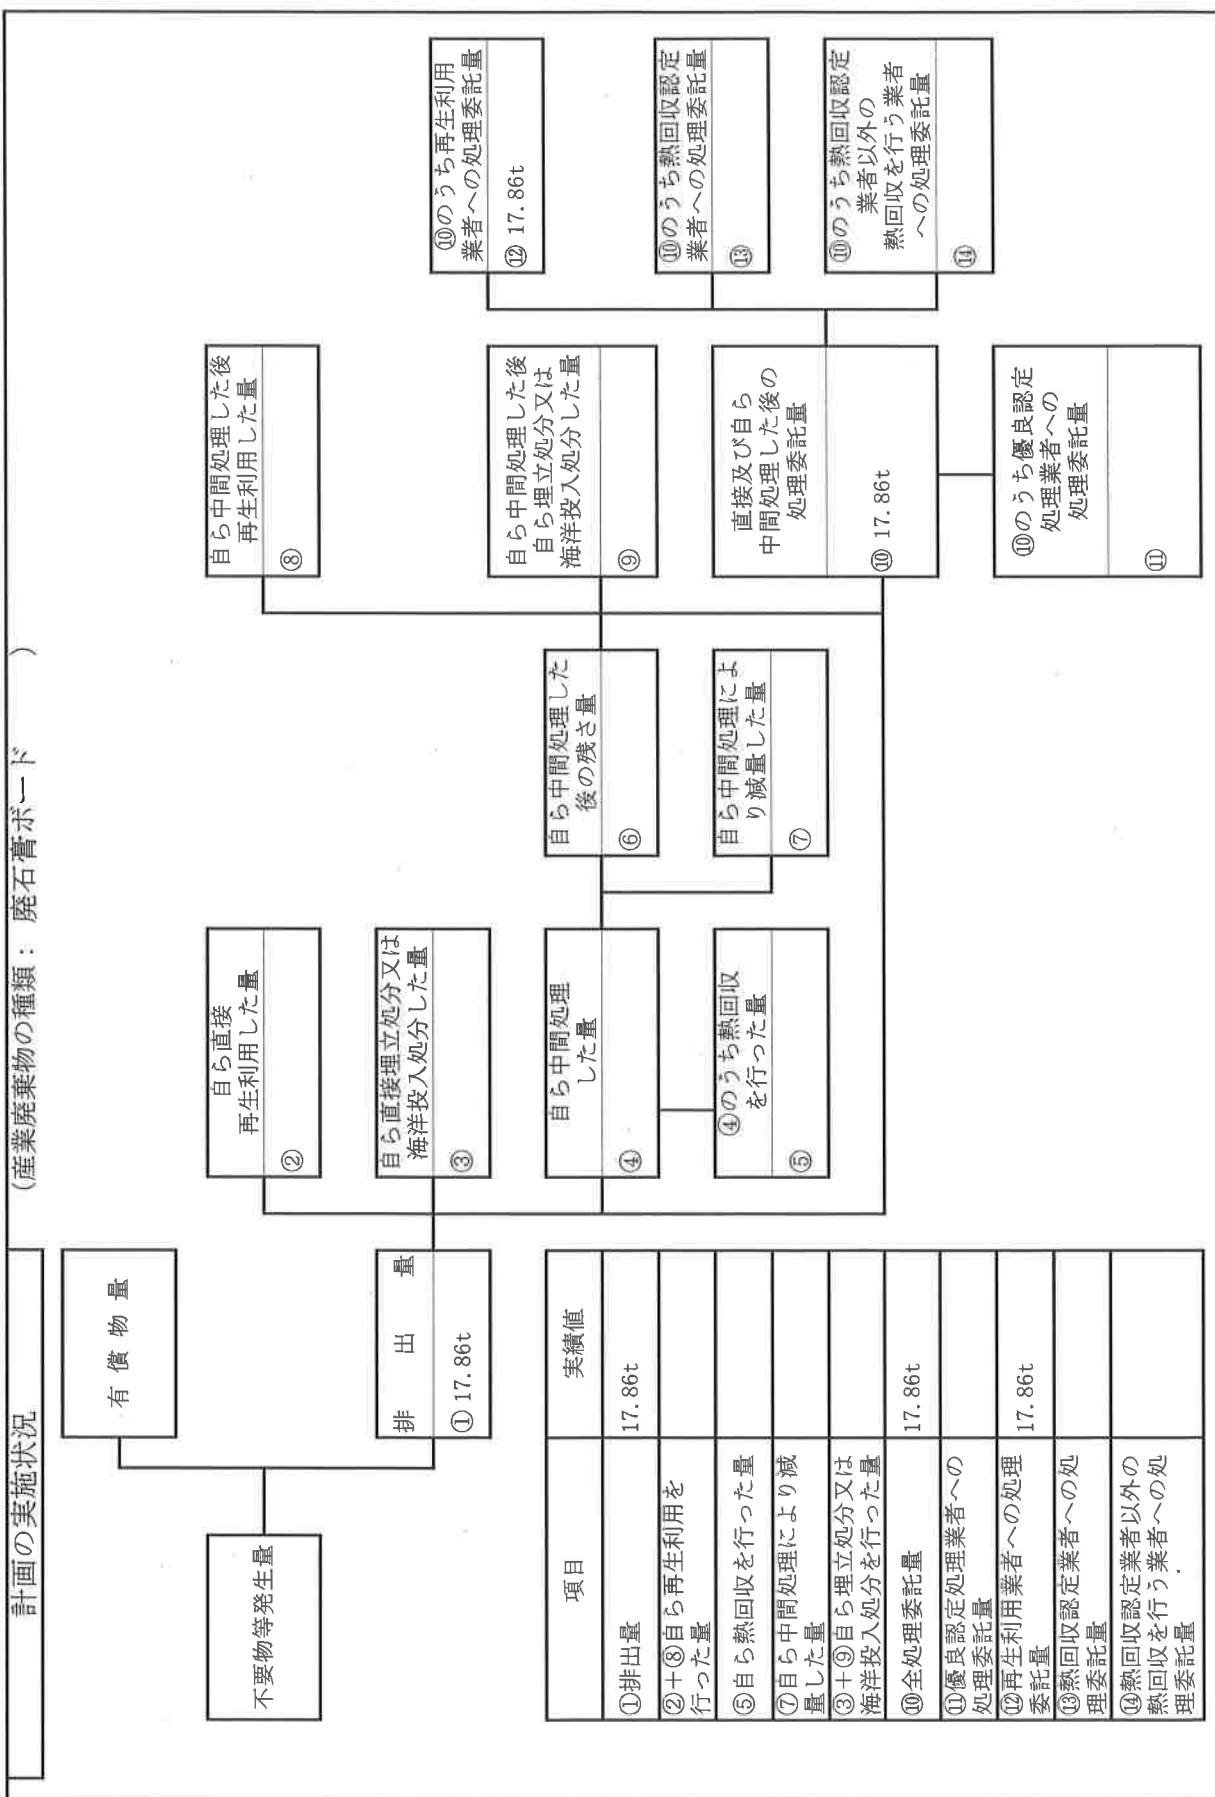 計画の実施状況
(産業廃棄物の種類： 廃石膏ボード )
不要物等発生量
有償物量
排出量
① 17.86t
自ら直接
再生利用した量
②
自ら直接埋立処分又は
海洋投入処分した量
③
自ら中間処理
した量
④
④のうち熱回収
を行った量
⑤
自ら中間処理した
後の残さ量
⑥
自ら中間処理によ
り減量した量
⑦
自ら中間処理した後
再生利用した量
⑧
自ら中間処理した後
自ら埋立処分又は
海洋投入処分した量
⑨
直接及び自ら
中間処理した後の
処理委託量
⑩ 17.86t
⑩のうち優良認定
処理業者への
処理委託量
⑪
⑩のうち再生利用
業者への処理委託量
⑫ 17.86t
⑩のうち熱回収認定
業者への処理委託量
⑬
⑩のうち熱回収認定
業者以外の
熱回収を行う業者
への処理委託量
⑭
項目 実績値
①排出量 17.86t
②+⑧自ら再生利用を
行った量
⑤自ら熱回収を行った量
⑦自ら中間処理により減
量した量
③+⑨自ら埋立処分又は
海洋投入処分を行った量
⑩全処理委託量 17.86t
⑪優良認定処理業者への
処理委託量
⑫再生利用業者への処理
委託量 17.86t
⑬熱回収認定業者への処
理委託量
⑭熱回収認定業者以外の
熱回収を行う業者への処
理委託量